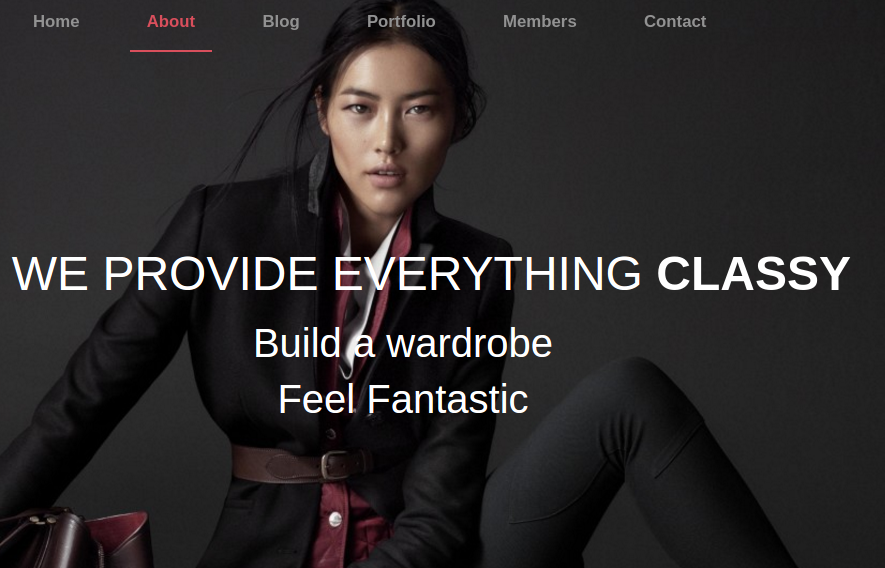 Home About Blog Portfolio Members Contact
WE PROVIDE EVERYTHING CLASSY
Build a wardrobe
Feel Fantastic